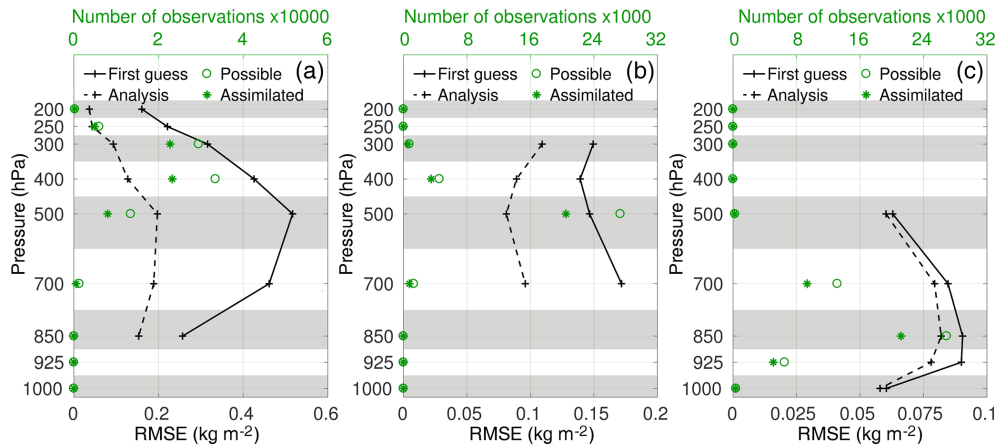 Number of observations x10000
0 2 4 6
(a)
First guess Possible
Analysis Assimilated
Pressure (hPa)
200
250
300
400
500
700
850
925
1000
0 0.2 0.4 0.6
RMSE (kg m-2)
Number of observations x1000
0 8 16 24 32
(b)
First guess Possible
Analysis Assimilated
Pressure (hPa)
200
250
300
400
500
700
850
925
1000
0 0.05 0.1 0.15 0.2
RMSE (kg m-2)
Number of observations x1000
0 8 16 24 32
(c)
First guess Possible
Analysis Assimilated
Pressure (hPa)
200
250
300
400
500
700
850
925
1000
0 0.025 0.05 0.075 0.1
RMSE (kg m-2)